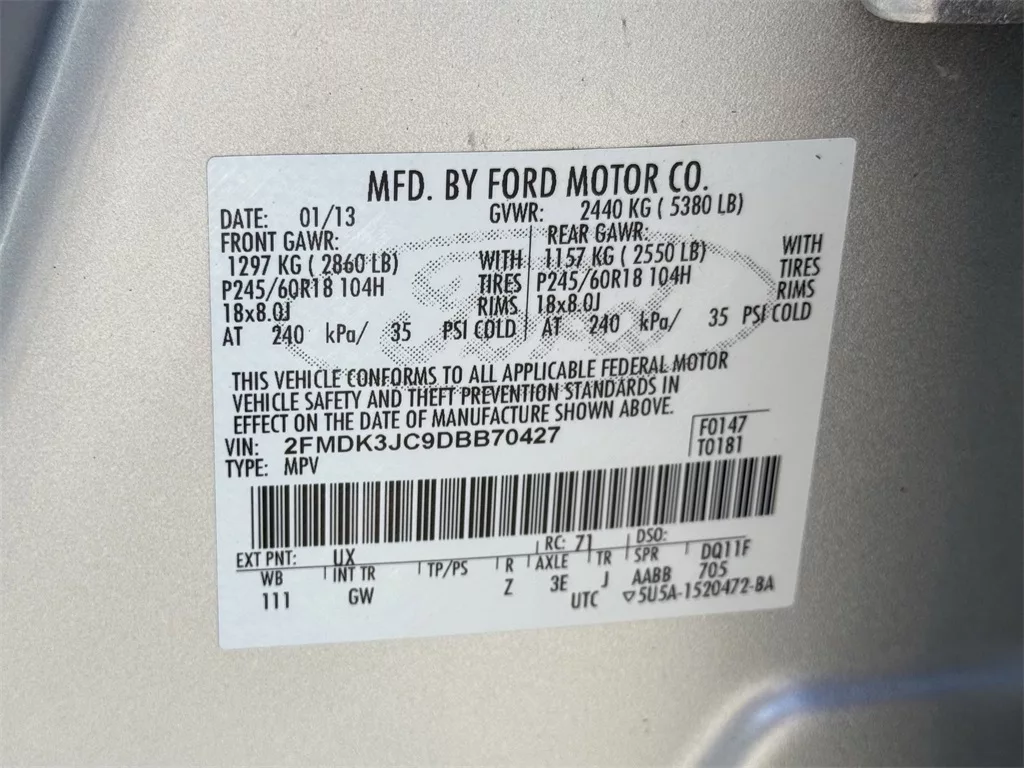 MFD. BY FORD MOTOR CO.
DATE: 01/13 GVWR: 2440 KG ( 5380 LB)
FRONT GAWR: REAR GAWR:
1297 KG ( 2860 LB) WITH 1157 KG ( 2550 LB) WITH
P245/60R18 104H TIRES P245/60R18 104H TIRES
18x8.0J RIMS 18x8.0J RIMS
AT 240 kPa/ 35 PSI COLD AT 240 kPa/ 35 PSI COLD
THIS VEHICLE CONFORMS TO ALL APPLICABLE FEDERAL MOTOR
VEHICLE SAFETY AND THEFT PREVENTION STANDARDS IN
EFFECT ON THE DATE OF MANUFACTURE SHOWN ABOVE.
VIN: 2FMDK3JC9DBB70427 F0147
TYPE: MPV T0181
EXT PNT: UX RC: 71 DSO:
WB INT TR TP/PS R AXLE TR SPR DQ11F
111 GW Z 3E J AABB 705
UTC ▽5U5A-1520472-BA
Ford